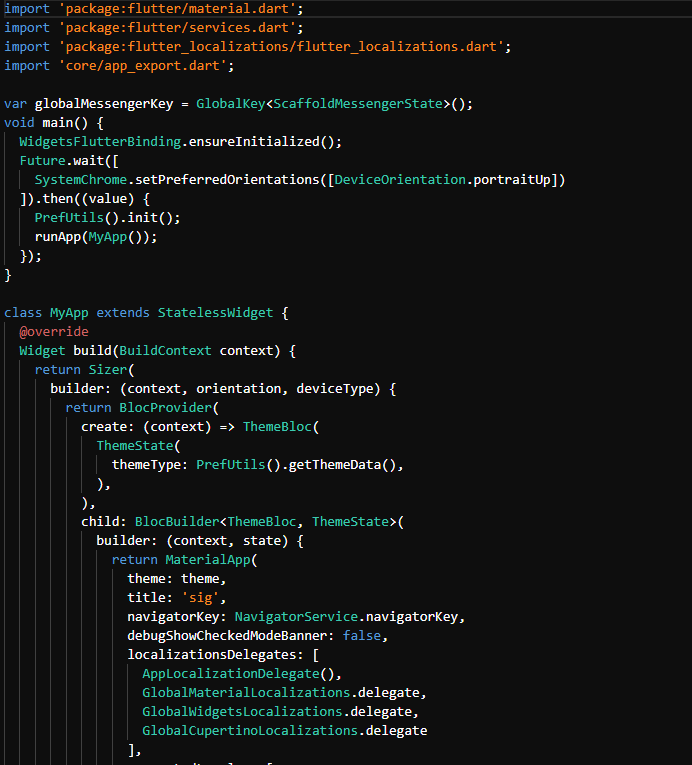 import 'package:flutter/material.dart';
import 'package:flutter/services.dart';
import 'package:flutter_localizations/flutter_localizations.dart';
import 'core/app_export.dart';

var globalMessengerKey = GlobalKey<ScaffoldMessengerState>();
void main() {
  WidgetsFlutterBinding.ensureInitialized();
  Future.wait([
    SystemChrome.setPreferredOrientations([DeviceOrientation.portraitUp])
  ]).then((value) {
    PrefUtils().init();
    runApp(MyApp());
  });
}

class MyApp extends StatelessWidget {
  @override
  Widget build(BuildContext context) {
    return Sizer(
      builder: (context, orientation, deviceType) {
        return BlocProvider(
          create: (context) => ThemeBloc(
            ThemeState(
              themeType: PrefUtils().getThemeData(),
            ),
          ),
          child: BlocBuilder<ThemeBloc, ThemeState>(
            builder: (context, state) {
              return MaterialApp(
                theme: theme,
                title: 'sig',
                navigatorKey: NavigatorService.navigatorKey,
                debugShowCheckedModeBanner: false,
                localizationsDelegates: [
                  AppLocalizationDelegate(),
                  GlobalMaterialLocalizations.delegate,
                  GlobalWidgetsLocalizations.delegate,
                  GlobalCupertinoLocalizations.delegate
                ],